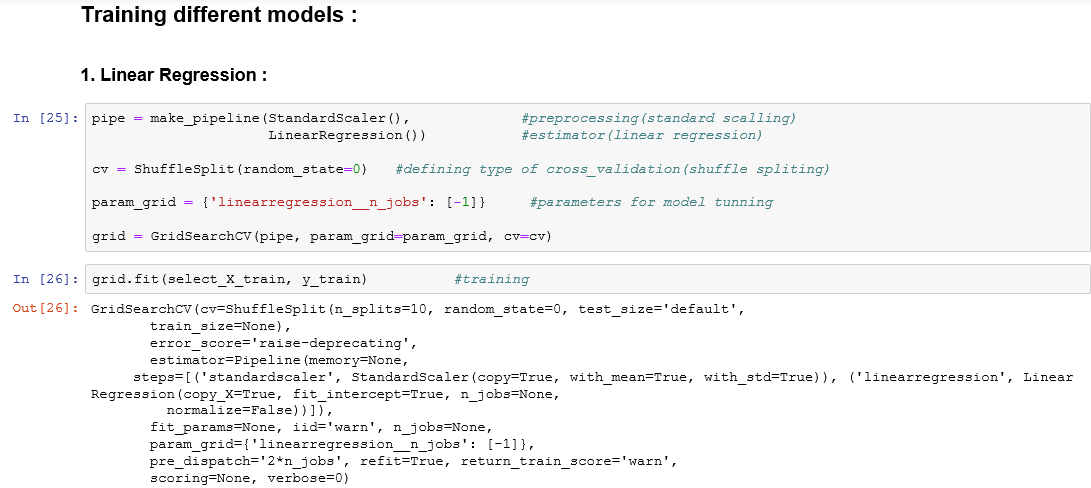 Training different models :
1. Linear Regression :
In [25]: pipe = make_pipeline(StandardScaler(), #preprocessing(standard scalling)
LinearRegression()) #estimator(linear regression)
cv = ShuffleSplit(random_state=0) #defining type of cross_validation(shuffle spliting)
param_grid = {'linearregression__n_jobs': [-1]} #parameters for model tunning
grid = GridSearchCV(pipe, param_grid=param_grid, cv=cv)
In [26]: grid.fit(select_X_train, y_train) #training
Out[26]: GridSearchCV(cv=ShuffleSplit(n_splits=10, random_state=0, test_size='default',
train_size=None),
error_score='raise-deprecating',
estimator=Pipeline(memory=None,
steps=[('standardscaler', StandardScaler(copy=True, with_mean=True, with_std=True)), ('linearregression', Linear
Regression(copy_X=True, fit_intercept=True, n_jobs=None,
normalize=False))]),
fit_params=None, iid='warn', n_jobs=None,
param_grid={'linearregression__n_jobs': [-1]},
pre_dispatch='2*n_jobs', refit=True, return_train_score='warn',
scoring=None, verbose=0)